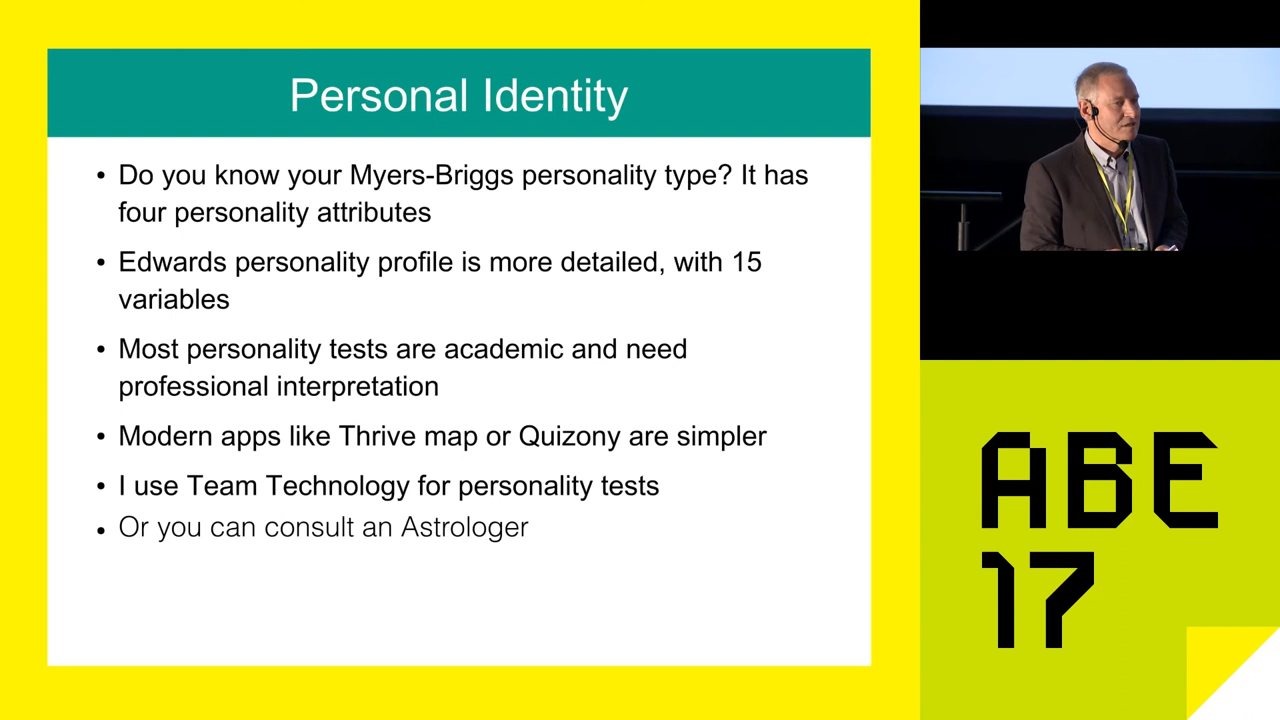 Personal Identity
• Do you know your Myers-Briggs personality type? It has
four personality attributes
• Edwards personality profile is more detailed, with 15
variables
• Most personality tests are academic and need
professional interpretation
• Modern apps like Thrive map or Quizony are simpler
• I use Team Technology for personality tests
• Or you can consult an Astrologer
ABE
17